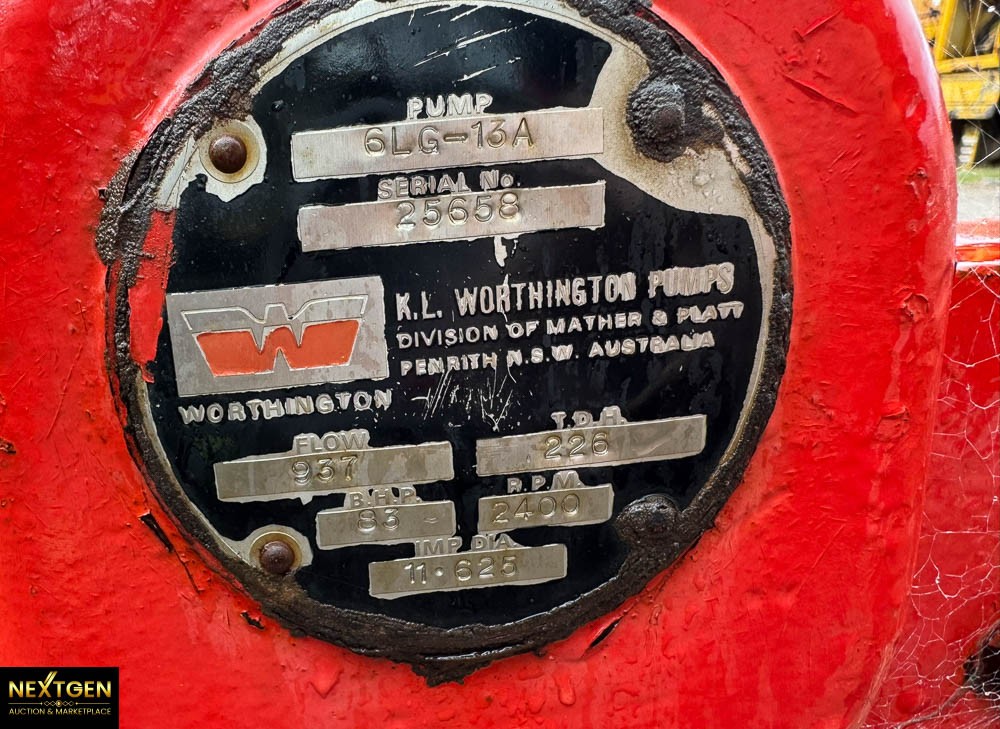 PUMP
6LG-13A
SERIAL No.
25658
K.L. WORTHINGTON PUMPS
DIVISION OF MATHER & PLATT
PENRITH N.S.W. AUSTRALIA
WORTHINGTON
FLOW
937
T.D.H.
226
B.H.P.
83
R.P.M.
2400
IMP DIA
11.625
NEXTGEN
AUCTION & MARKETPLACE